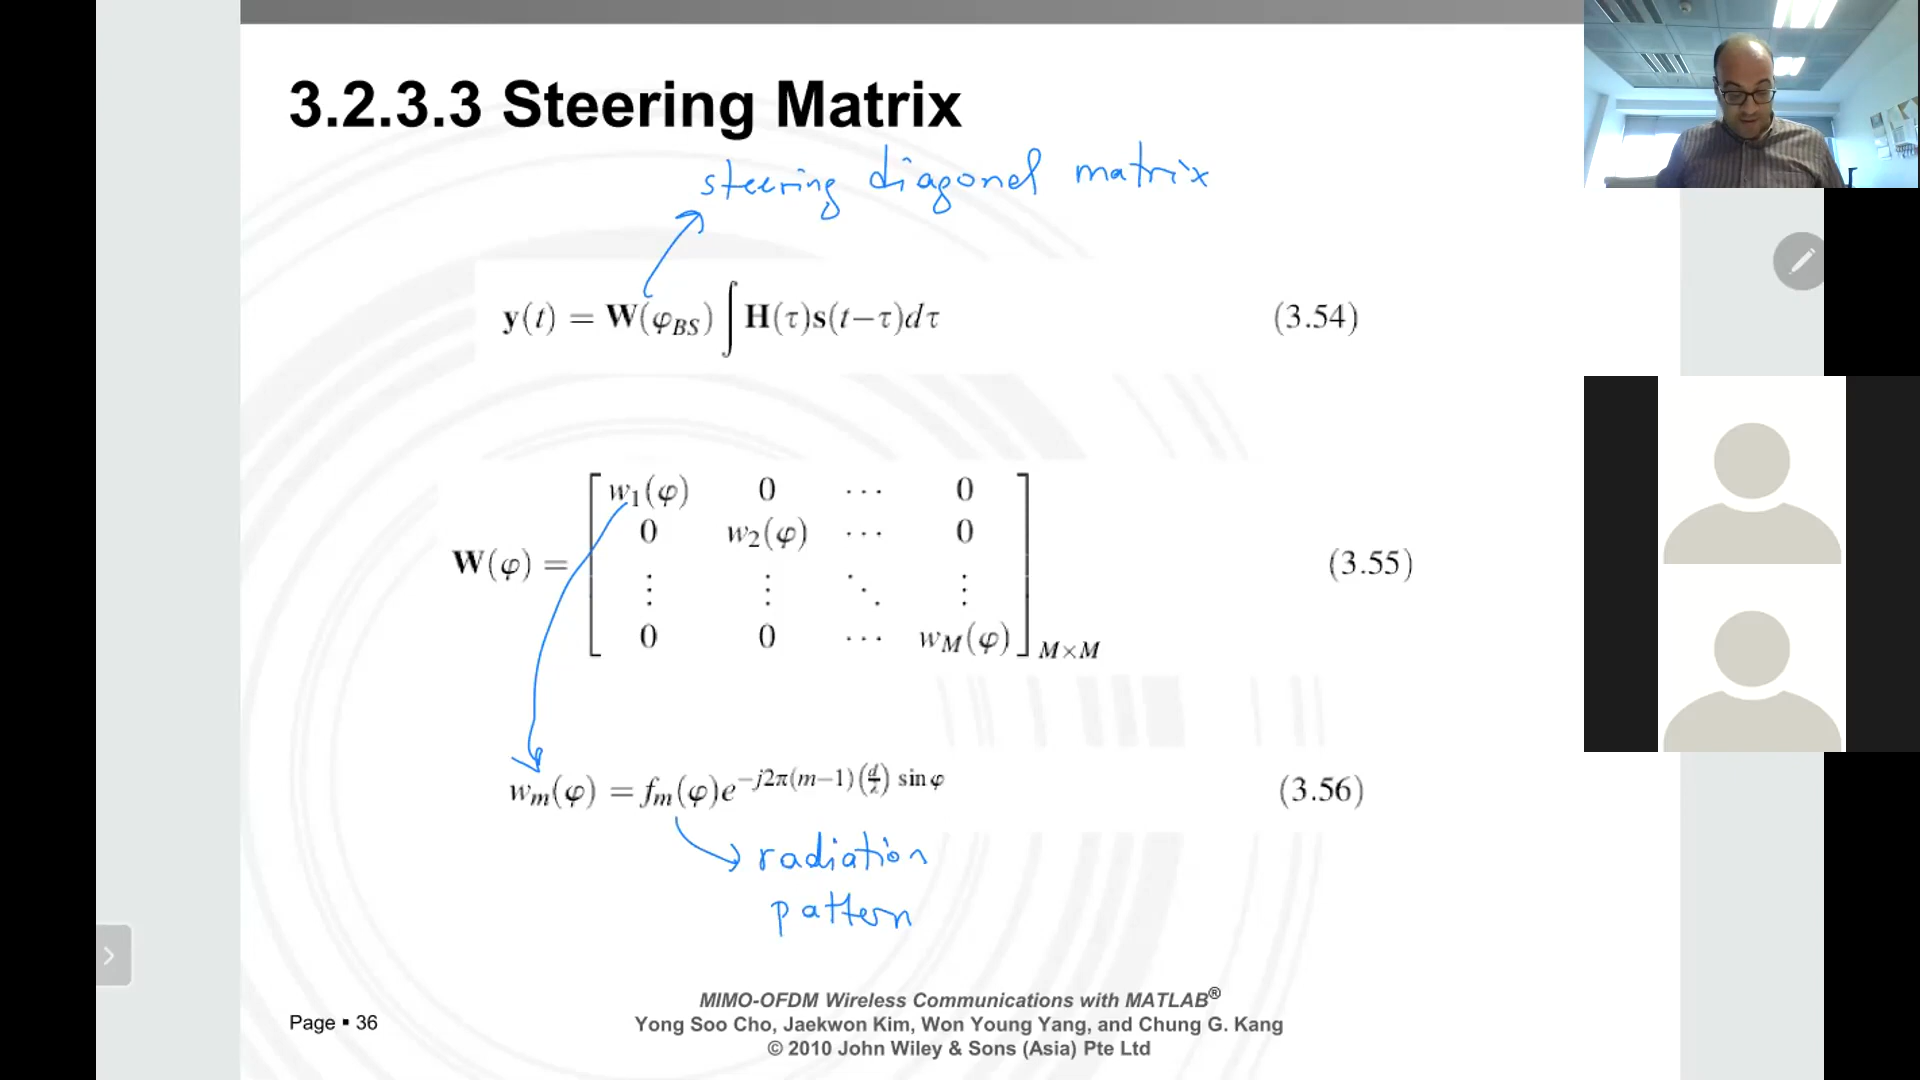 3.2.3.3 Steering Matrix
steering diagonal matrix
y(t) = W(φ_BS) ∫ H(τ)s(t−τ)dτ (3.54)
W(φ) = [ w₁(φ) 0 ⋯ 0
0 w₂(φ) ⋯ 0
⋮ ⋮ ⋱ ⋮
0 0 ⋯ w_M(φ) ]_M×M (3.55)
w_m(φ) = f_m(φ)e^{−j2π(m−1)(d/λ) sin φ} (3.56)
radiation
pattern
MIMO-OFDM Wireless Communications with MATLAB®
Page ▪ 36 Yong Soo Cho, Jaekwon Kim, Won Young Yang, and Chung G. Kang
© 2010 John Wiley & Sons (Asia) Pte Ltd